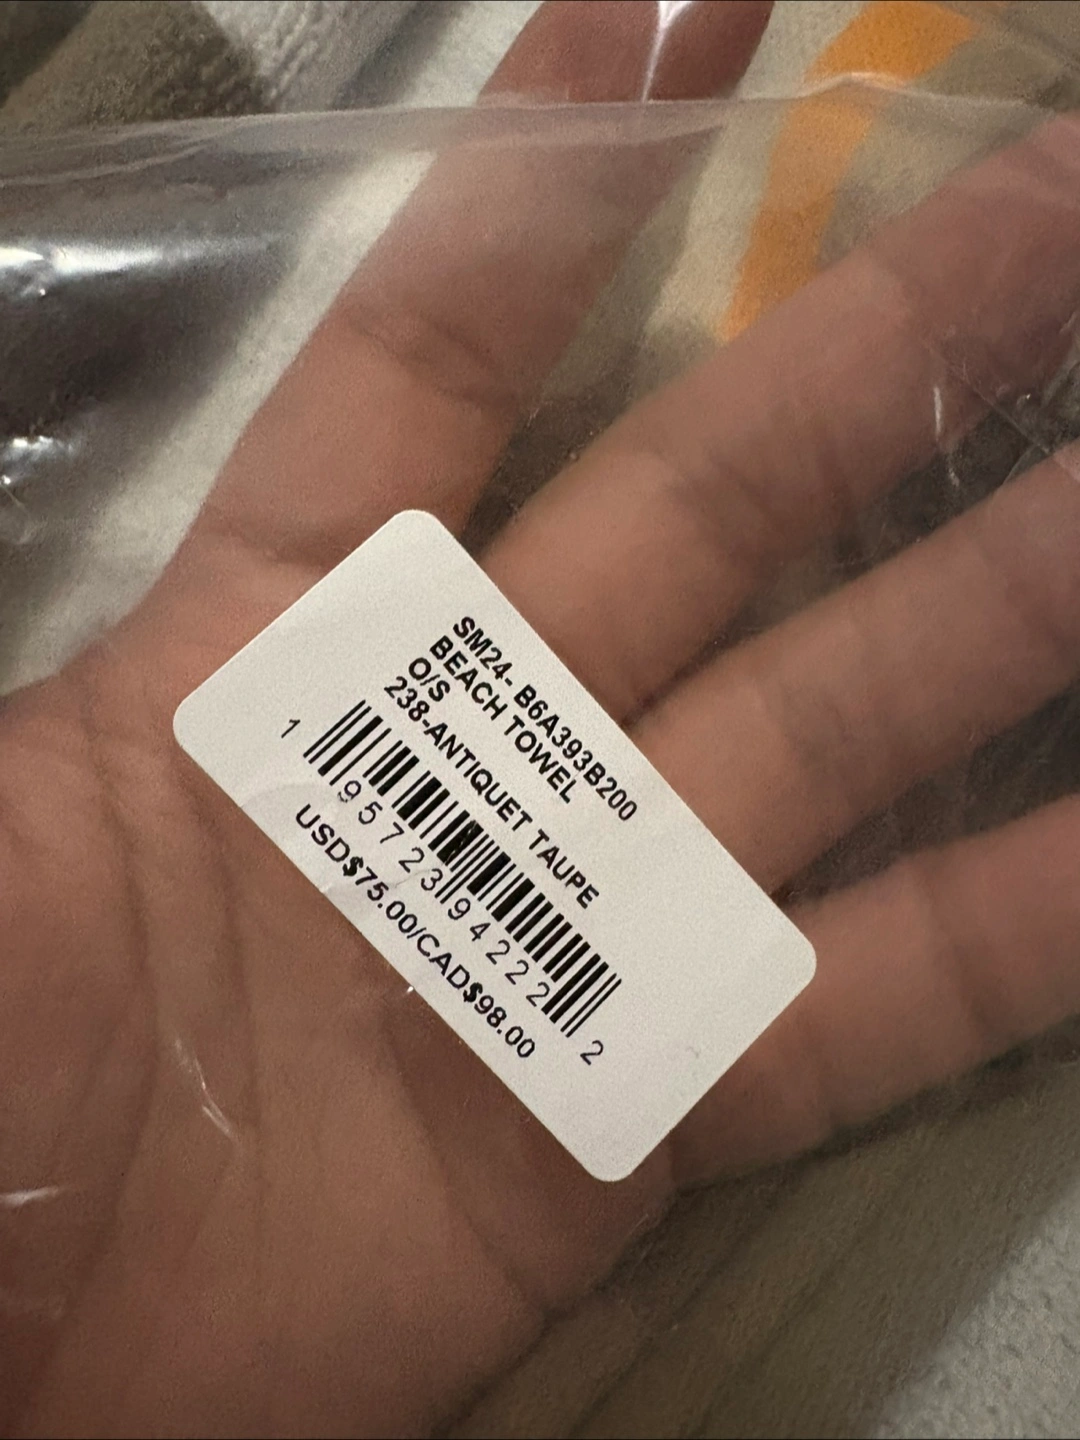 SM24- B6A393B200
BEACH TOWEL
O/S
238-ANTIQUET TAUPE
1 95723 94222 2
USD$75.00/CAD$98.00